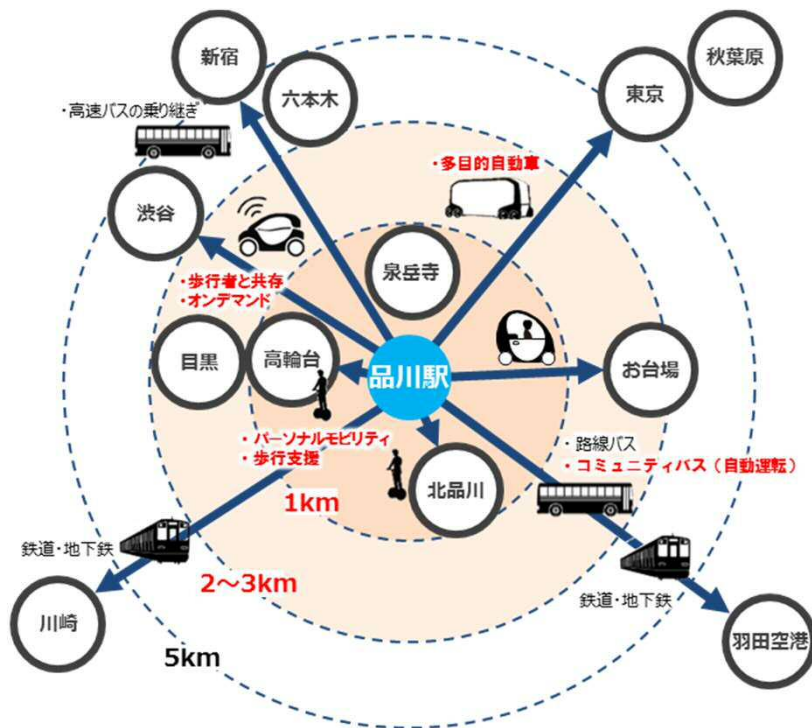 新宿
六本木
東京
秋葉原
・高速バスの乗り継ぎ
・多目的自動車
渋谷
泉岳寺
・歩行者と共存
・オンデマンド
目黒
高輪台
品川駅
お台場
・パーソナルモビリティ
・歩行支援
・路線バス
・コミュニティバス（自動運転）
北品川
1km
鉄道・地下鉄
2～3km
鉄道・地下鉄
川崎
羽田空港
5km